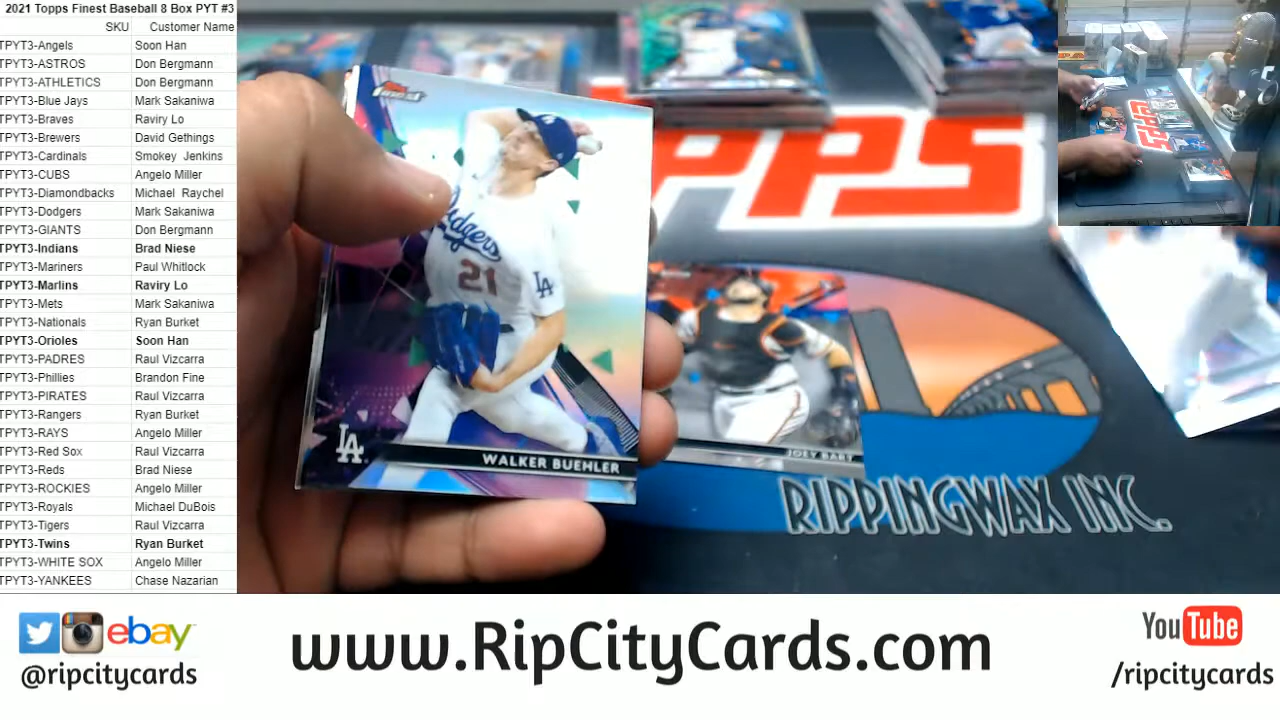 2021 Topps Finest Baseball 8 Box PYT #3
SKU Customer Name
TPYT3-Angels Soon Han
TPYT3-ASTROS Don Bergmann
TPYT3-ATHLETICS Don Bergmann
TPYT3-Blue Jays Mark Sakaniwa
TPYT3-Braves Raviry Lo
TPYT3-Brewers David Gethings
TPYT3-Cardinals Smokey Jenkins
TPYT3-CUBS Angelo Miller
TPYT3-Diamondbacks Michael Raychel
TPYT3-Dodgers Mark Sakaniwa
TPYT3-GIANTS Don Bergmann
TPYT3-Indians Brad Niese
TPYT3-Mariners Paul Whitlock
TPYT3-Marlins Raviry Lo
TPYT3-Mets Mark Sakaniwa
TPYT3-Nationals Ryan Burket
TPYT3-Orioles Soon Han
TPYT3-PADRES Raul Vizcarra
TPYT3-Phillies Brandon Fine
TPYT3-PIRATES Raul Vizcarra
TPYT3-Rangers Ryan Burket
TPYT3-RAYS Angelo Miller
TPYT3-Red Sox Raul Vizcarra
TPYT3-Reds Brad Niese
TPYT3-ROCKIES Angelo Miller
TPYT3-Royals Michael DuBois
TPYT3-Tigers Raul Vizcarra
TPYT3-Twins Ryan Burket
TPYT3-WHITE SOX Angelo Miller
TPYT3-YANKEES Chase Nazarian
Finest
Dodgers
21
LA
LA
WALKER BUEHLER
PPS
JOEY BART
RIPPINGWAX INC.
ebay
@ripcitycards
www.RipCityCards.com
YouTube
/ripcitycards